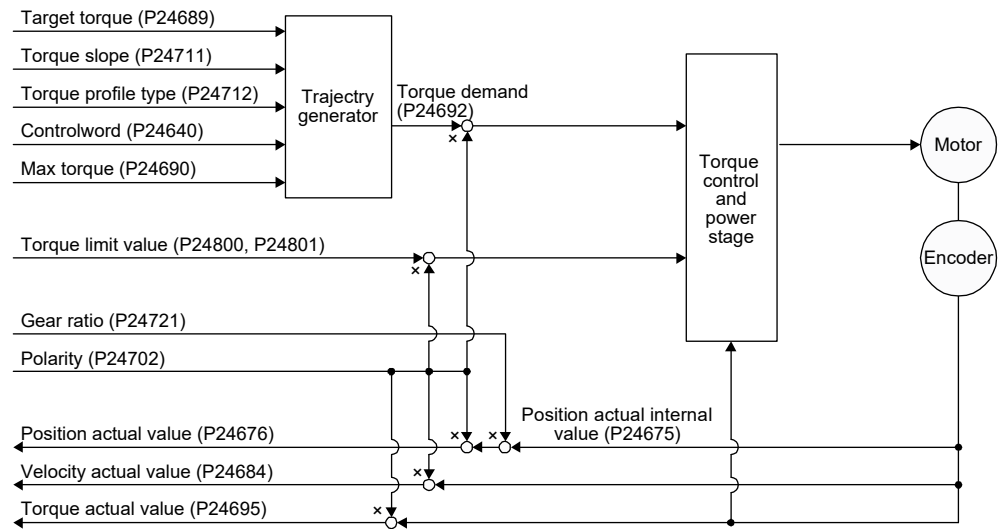 Target torque (P24689)
Torque slope (P24711)
Torque profile type (P24712)
Controlword (P24640)
Max torque (P24690)
Trajectry
generator
Torque demand
(P24692)
×
Torque
control
and
power
stage
Motor
Encoder
Torque limit value (P24800, P24801)
×
Gear ratio (P24721)
Polarity (P24702)
Position actual internal
value (P24675)
Position actual value (P24676)
×
×
Velocity actual value (P24684)
×
Torque actual value (P24695)
×